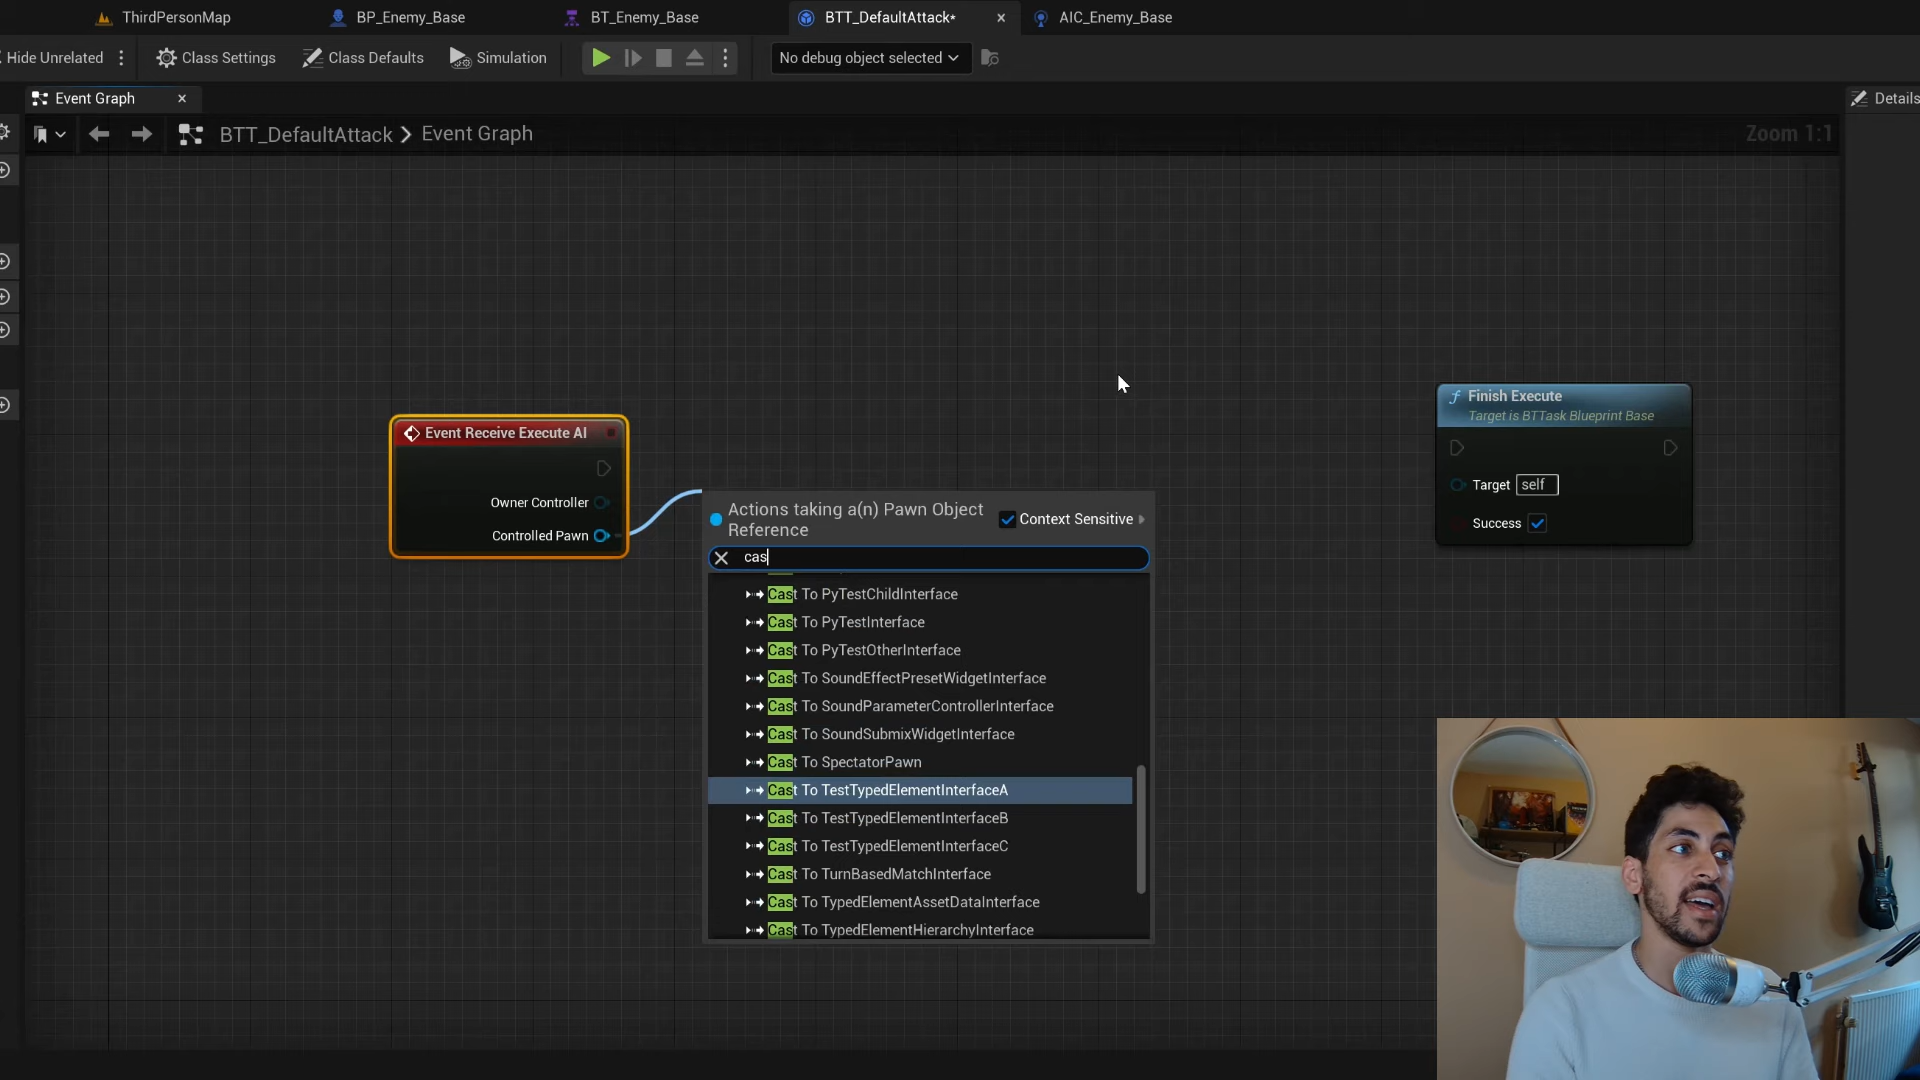 ThirdPersonMap
BP_Enemy_Base
BT_Enemy_Base
BTT_DefaultAttack*
AIC_Enemy_Base
Hide Unrelated
Class Settings
Class Defaults
Simulation
No debug object selected
Event Graph
Details
BTT_DefaultAttack > Event Graph
Zoom 1:1
Event Receive Execute AI
Owner Controller
Controlled Pawn
Actions taking a(n) Pawn Object
Reference
Context Sensitive
cas
Cast To PyTestChildInterface
Cast To PyTestInterface
Cast To PyTestOtherInterface
Cast To SoundEffectPresetWidgetInterface
Cast To SoundParameterControllerInterface
Cast To SoundSubmixWidgetInterface
Cast To SpectatorPawn
Cast To TestTypedElementInterfaceA
Cast To TestTypedElementInterfaceB
Cast To TestTypedElementInterfaceC
Cast To TurnBasedMatchInterface
Cast To TypedElementAssetDataInterface
Cast To TypedElementHierarchyInterface
f Finish Execute
Target is BTTask Blueprint Base
Target self
Success